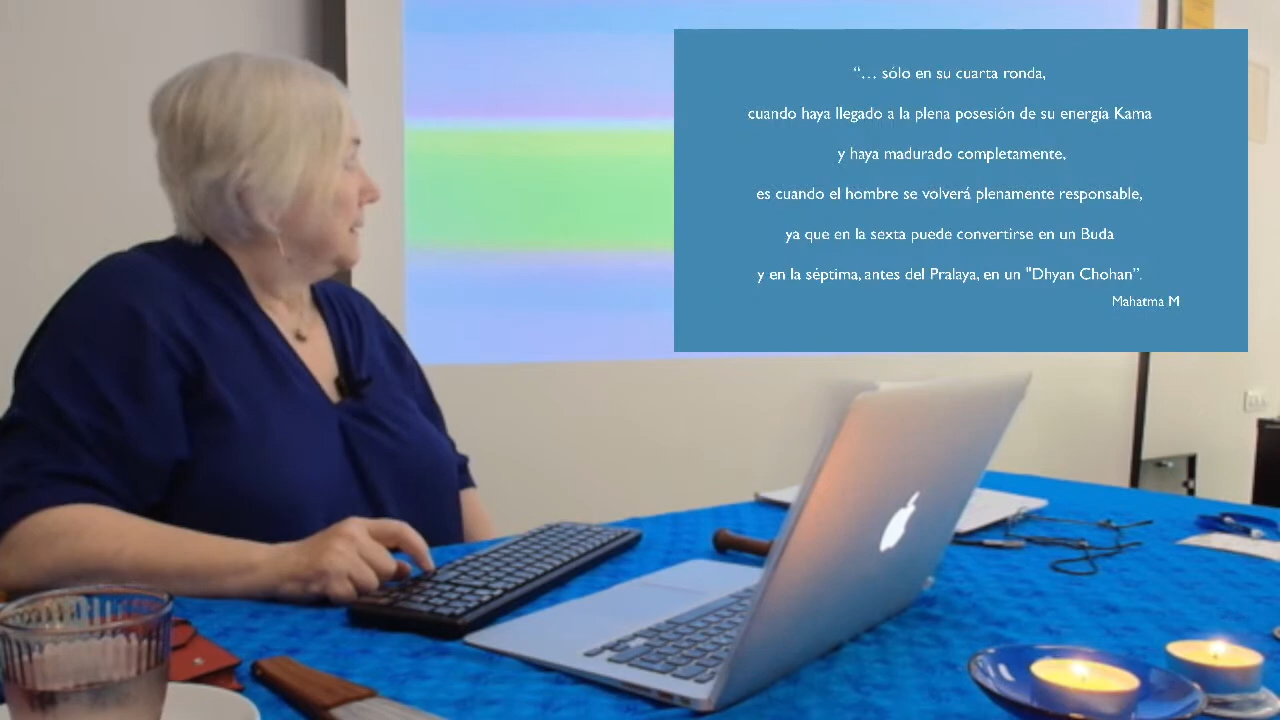 “… sólo en su cuarta ronda,
cuando haya llegado a la plena posesión de su energía Kama
y haya madurado completamente,
es cuando el hombre se volverá plenamente responsable,
ya que en la sexta puede convertirse en un Buda
y en la séptima, antes del Pralaya, en un "Dhyan Chohan”.
Mahatma M